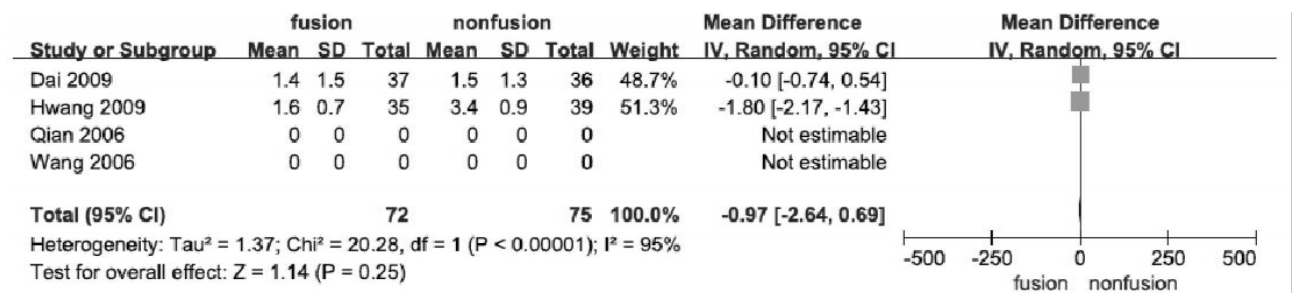 fusion nonfusion Mean Difference Mean Difference
Study or Subgroup Mean SD Total Mean SD Total Weight IV, Random, 95% CI IV, Random, 95% CI
Dai 2009 1.4 1.5 37 1.5 1.3 36 48.7% -0.10 [-0.74, 0.54]
Hwang 2009 1.6 0.7 35 3.4 0.9 39 51.3% -1.80 [-2.17, -1.43]
Qian 2006 0 0 0 0 0 0 Not estimable
Wang 2006 0 0 0 0 0 0 Not estimable
Total (95% CI) 72 75 100.0% -0.97 [-2.64, 0.69]
Heterogeneity: Tau² = 1.37; Chi² = 20.28, df = 1 (P < 0.00001); I² = 95%
Test for overall effect: Z = 1.14 (P = 0.25)
-500 -250 0 250 500
fusion nonfusion